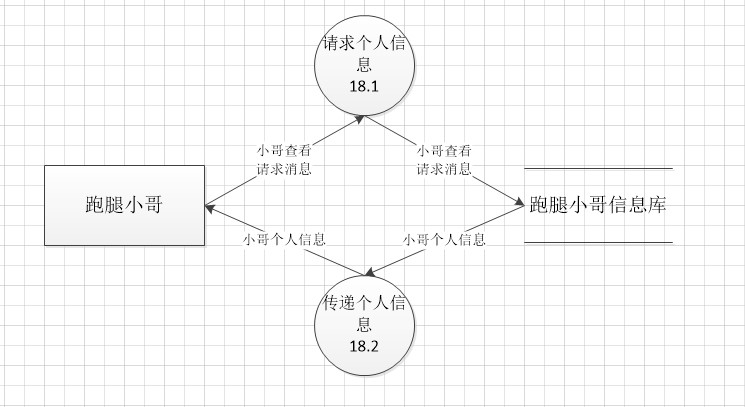 请求个人信
息
18.1
小哥查看
请求消息
小哥查看
请求消息
跑腿小哥
跑腿小哥信息库
小哥个人信息
小哥个人信息
传递个人信
息
18.2